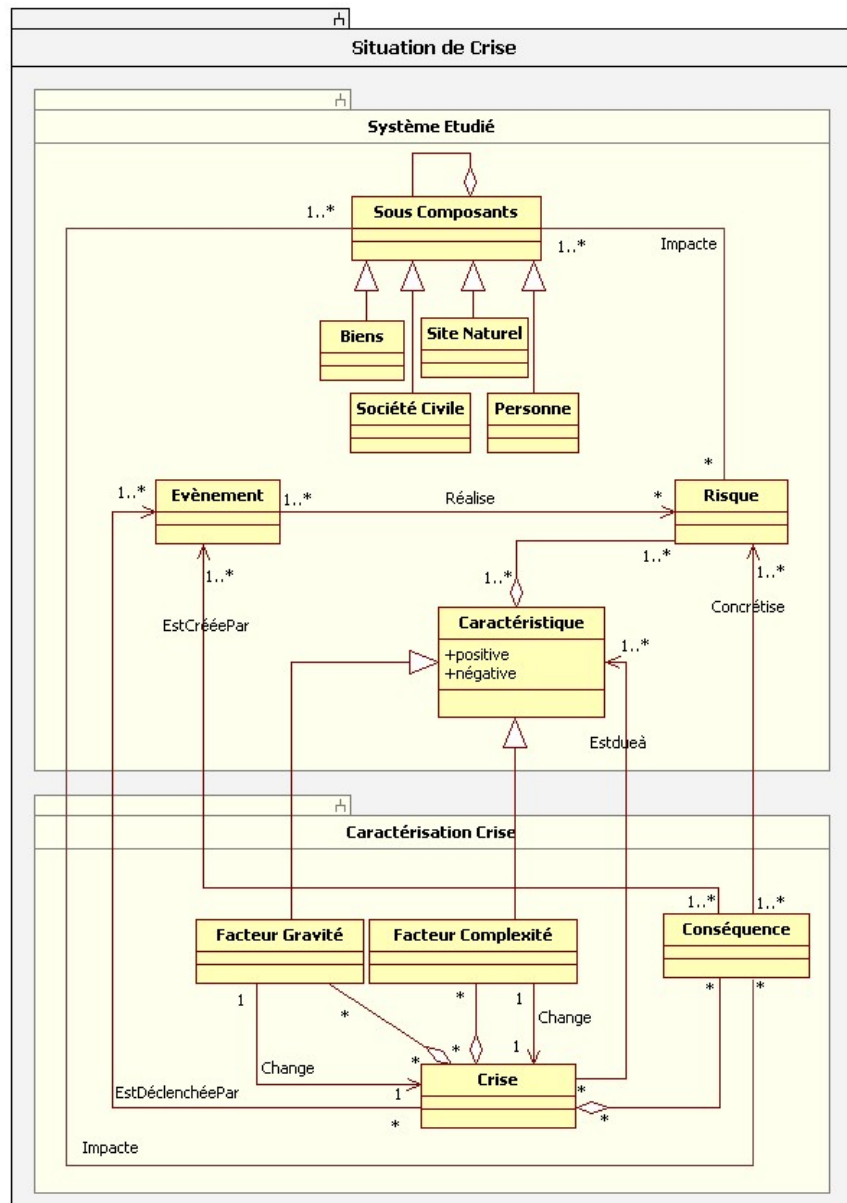 Situation de Crise
Système Etudié
1..*
Sous Composants
1..*
Impacte
Biens
Site Naturel
Société Civile
Personne
*
1..*
Evènement
1..*
Réalise
*
Risque
1..*
1..*
1..*
1..*
EstCrééePar
Concrétise
Caractéristique
+positive
+négative
1..*
Estdueà
Caractérisation Crise
1..*
1..*
Facteur Gravité
Facteur Complexité
Conséquence
1
*
*
1
*
*
Change
*
*
1
Change
1
Crise
*
EstDéclenchéePar
*
*
Impacte